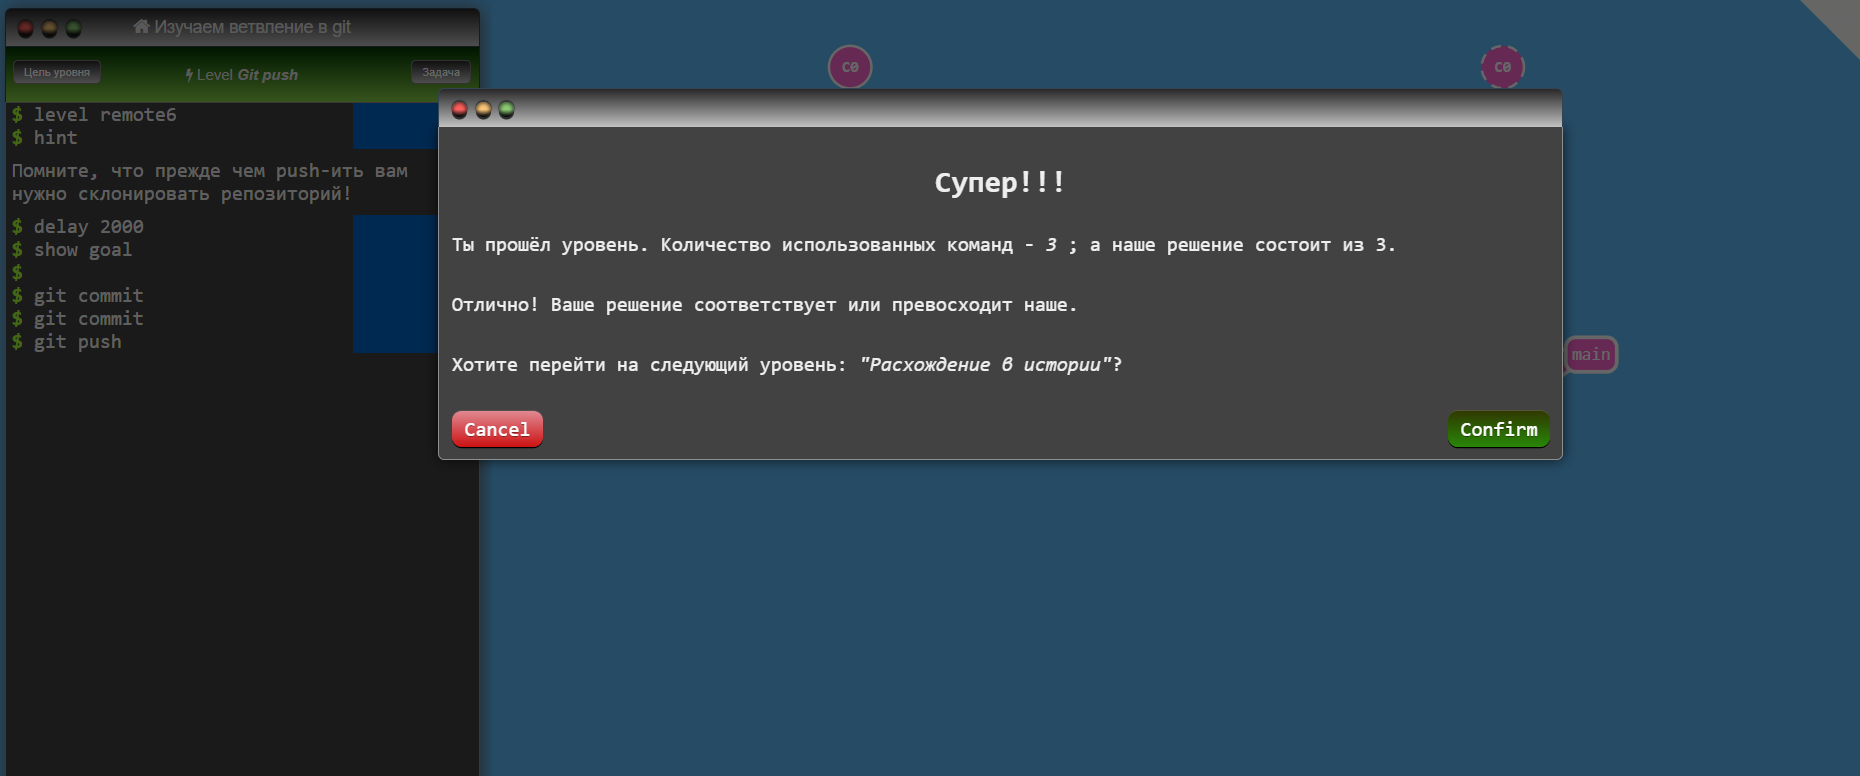 Изучаем ветвление в git
Цель уровня
Level Git push
Задача
$ level remote6
$ hint
Помните, что прежде чем push-ить вам
нужно склонировать репозиторий!
$ delay 2000
$ show goal
$
$ git commit
$ git commit
$ git push
C0
C0
Супер!!!
Ты прошёл уровень. Количество использованных команд - 3 ; а наше решение состоит из 3.
Отлично! Ваше решение соответствует или превосходит наше.
Хотите перейти на следующий уровень: "Расхождение в истории"?
Cancel
Confirm
main